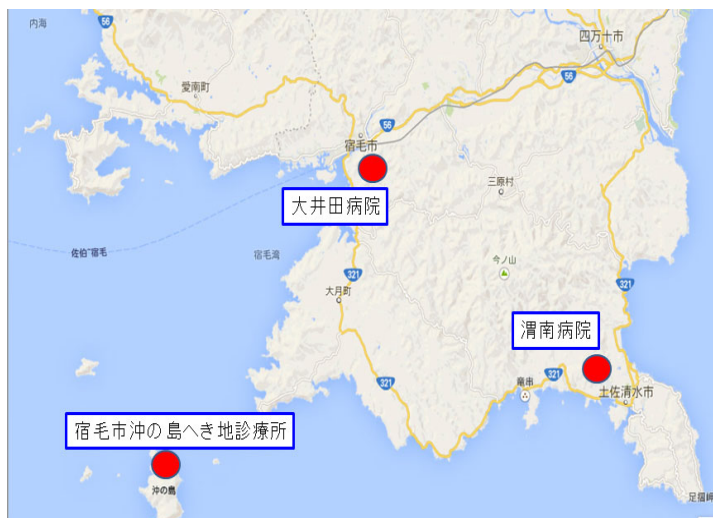 内海
56
四万十市
愛南町
56
56
宿毛市
三原村
大井田病院
佐伯~宿毛
宿毛湾
今ノ山
321
321
大月町
渭南病院
321
321
竜串
土佐清水市
宿毛市沖の島へき地診療所
沖の島
足摺岬